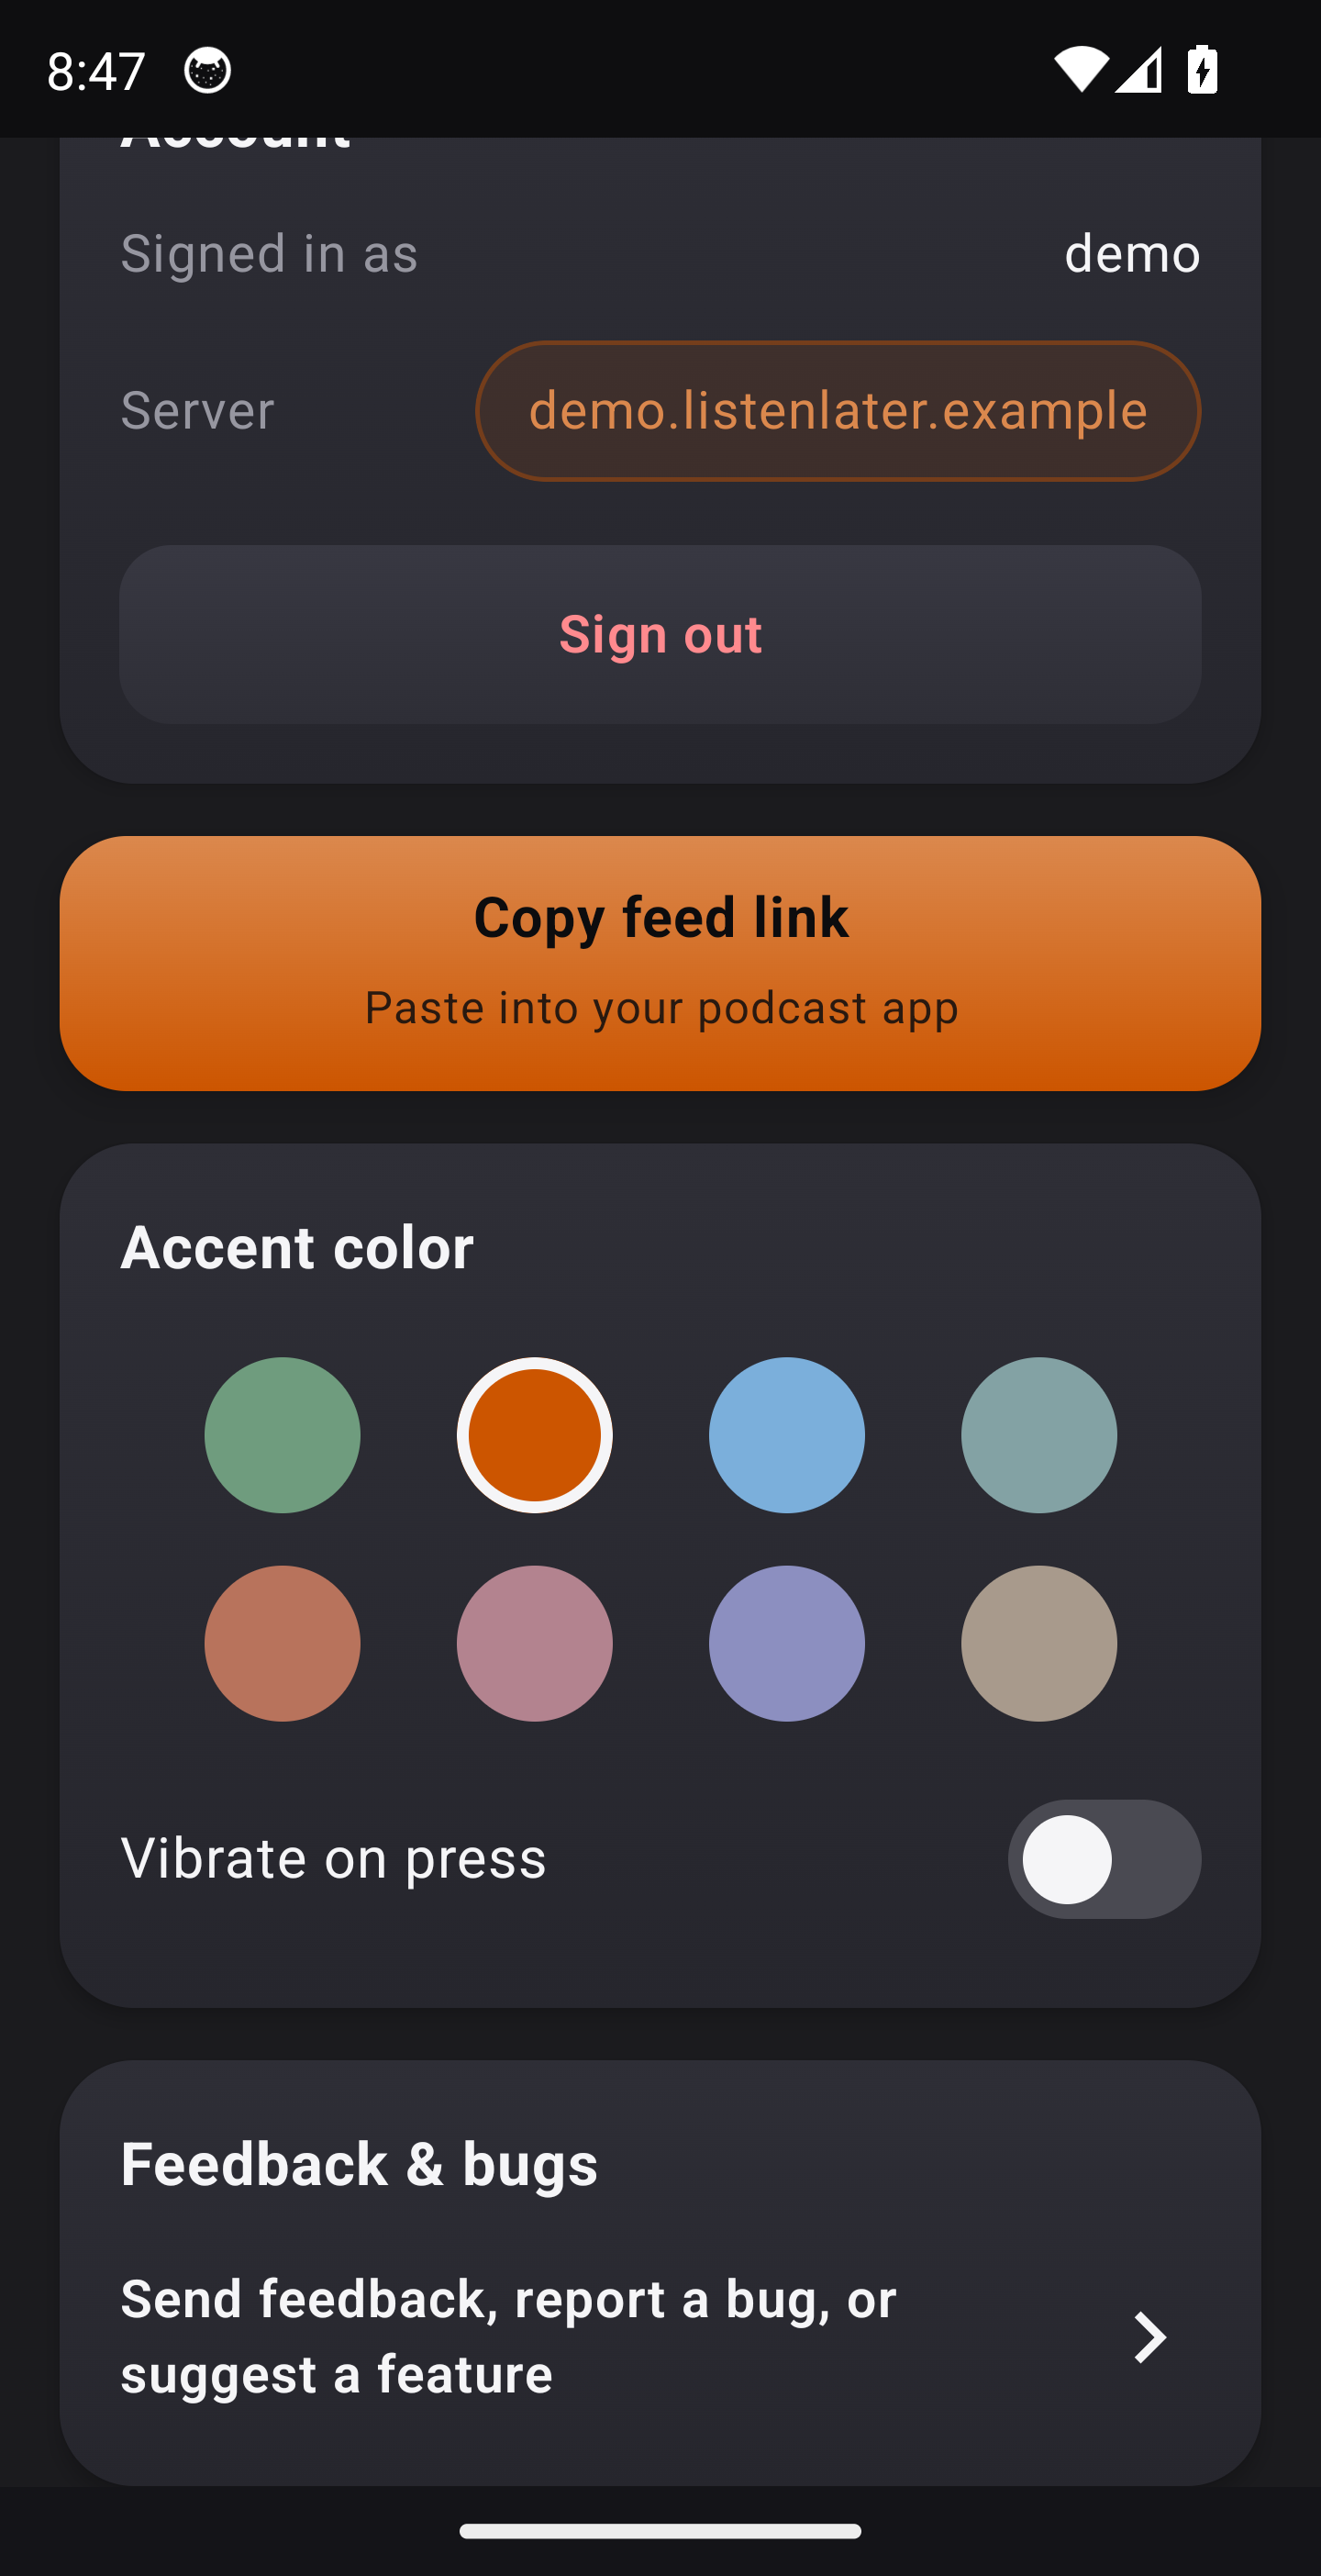 8:47
Account
Signed in as
demo
Server
demo.listenlater.example
Sign out
Copy feed link
Paste into your podcast app
Accent color
Vibrate on press
Feedback & bugs
Send feedback, report a bug, or
suggest a feature